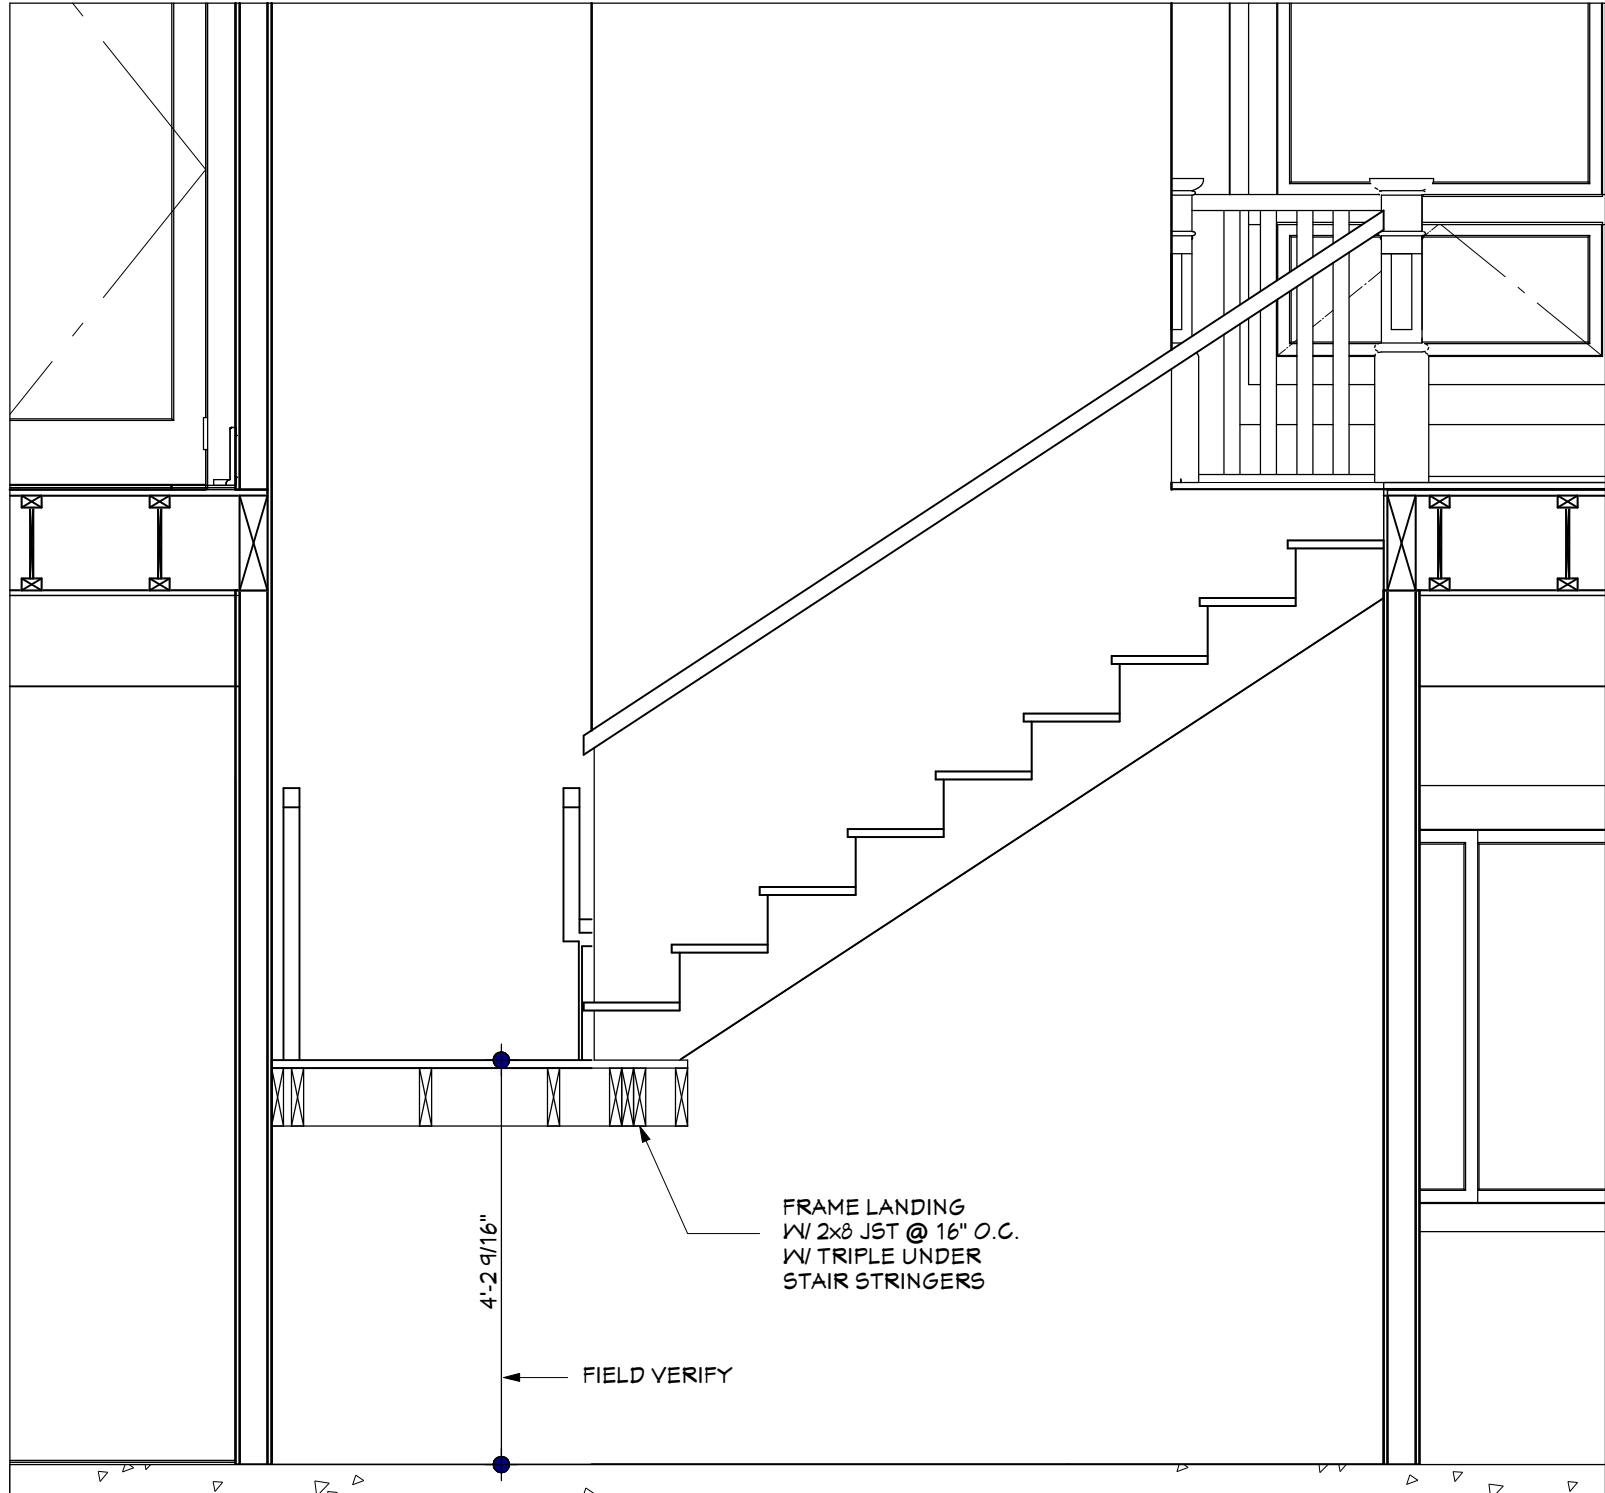 FRAME LANDING
W/ 2x8 JST @ 16" O.C.
W/ TRIPLE UNDER
STAIR STRINGERS
4'-2 9/16"
FIELD VERIFY